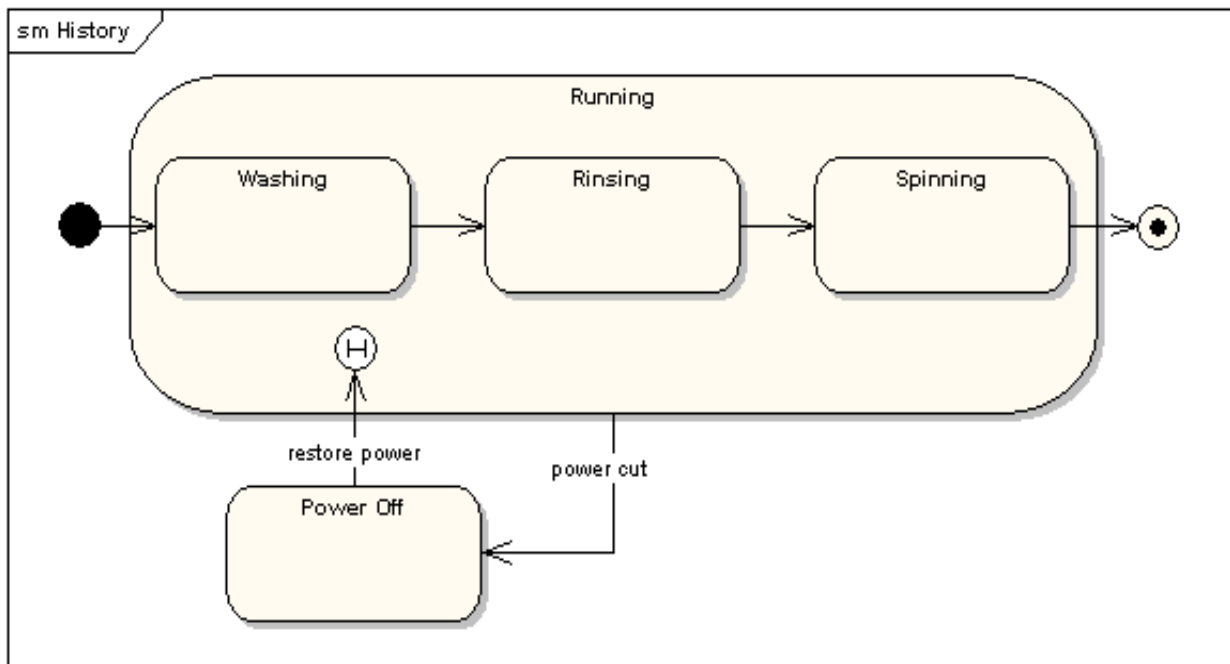 sm History
Running
Washing
Rinsing
Spinning
H
restore power
power cut
Power Off